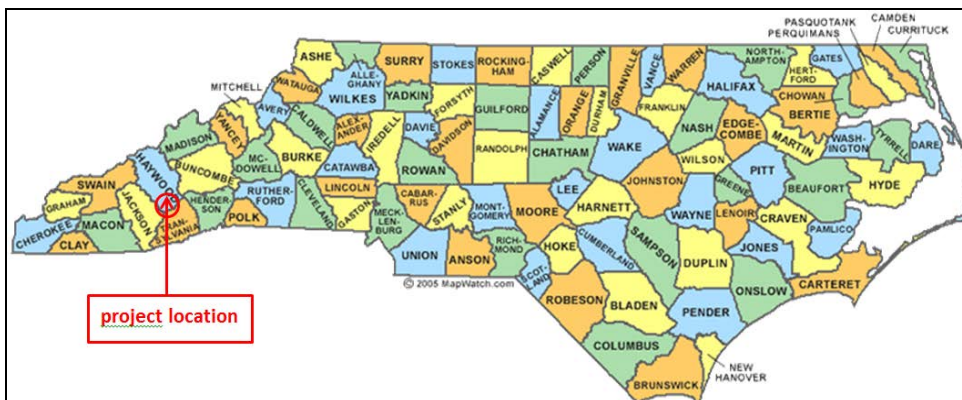 PASQUOTANK
PERQUIMANS
CAMDEN
CURRITUCK
ASHE
ALLE-
GHANY
SURRY
STOKES
ROCKING-
HAM
CASWELL
PERSON
GRANVILLE
VANCE
WARREN
NORTH-
AMPTON
HERT-
FORD
GATES
MITCHELL
WATAUGA
WILKES
YADKIN
FORSYTH
GUILFORD
ALAMANCE
ORANGE
DURHAM
FRANKLIN
HALIFAX
CHOWAN
BERTIE
MADISON
YANCEY
AVERY
CALDWELL
ALEX-
ANDER
IREDELL
DAVIE
DAVIDSON
RANDOLPH
CHATHAM
WAKE
NASH
EDGE-
COMBE
MARTIN
WASH-
INGTON
TYRRELL
DARE
HAYWOOD
BUNCOMBE
MC-
DOWELL
BURKE
CATAWBA
ROWAN
WILSON
PITT
BEAUFORT
HYDE
SWAIN
GRAHAM
JACKSON
HENDER-
SON
RUTHER-
FORD
CLEVELAND
LINCOLN
GASTON
CABAR-
RUS
STANLY
MONT-
GOMERY
MOORE
LEE
HARNETT
JOHNSTON
GREENE
WAYNE
LENOIR
CRAVEN
PAMLICO
CHEROKEE
CLAY
MACON
TRAN-
SYLVANIA
POLK
MECK-
LEN-
BURG
UNION
ANSON
RICH-
MOND
SCOT-
LAND
HOKE
CUMBERLAND
SAMPSON
DUPLIN
JONES
CARTERET
© 2005 MapWatch.com
ROBESON
BLADEN
PENDER
ONSLOW
COLUMBUS
NEW
HANOVER
BRUNSWICK
project location